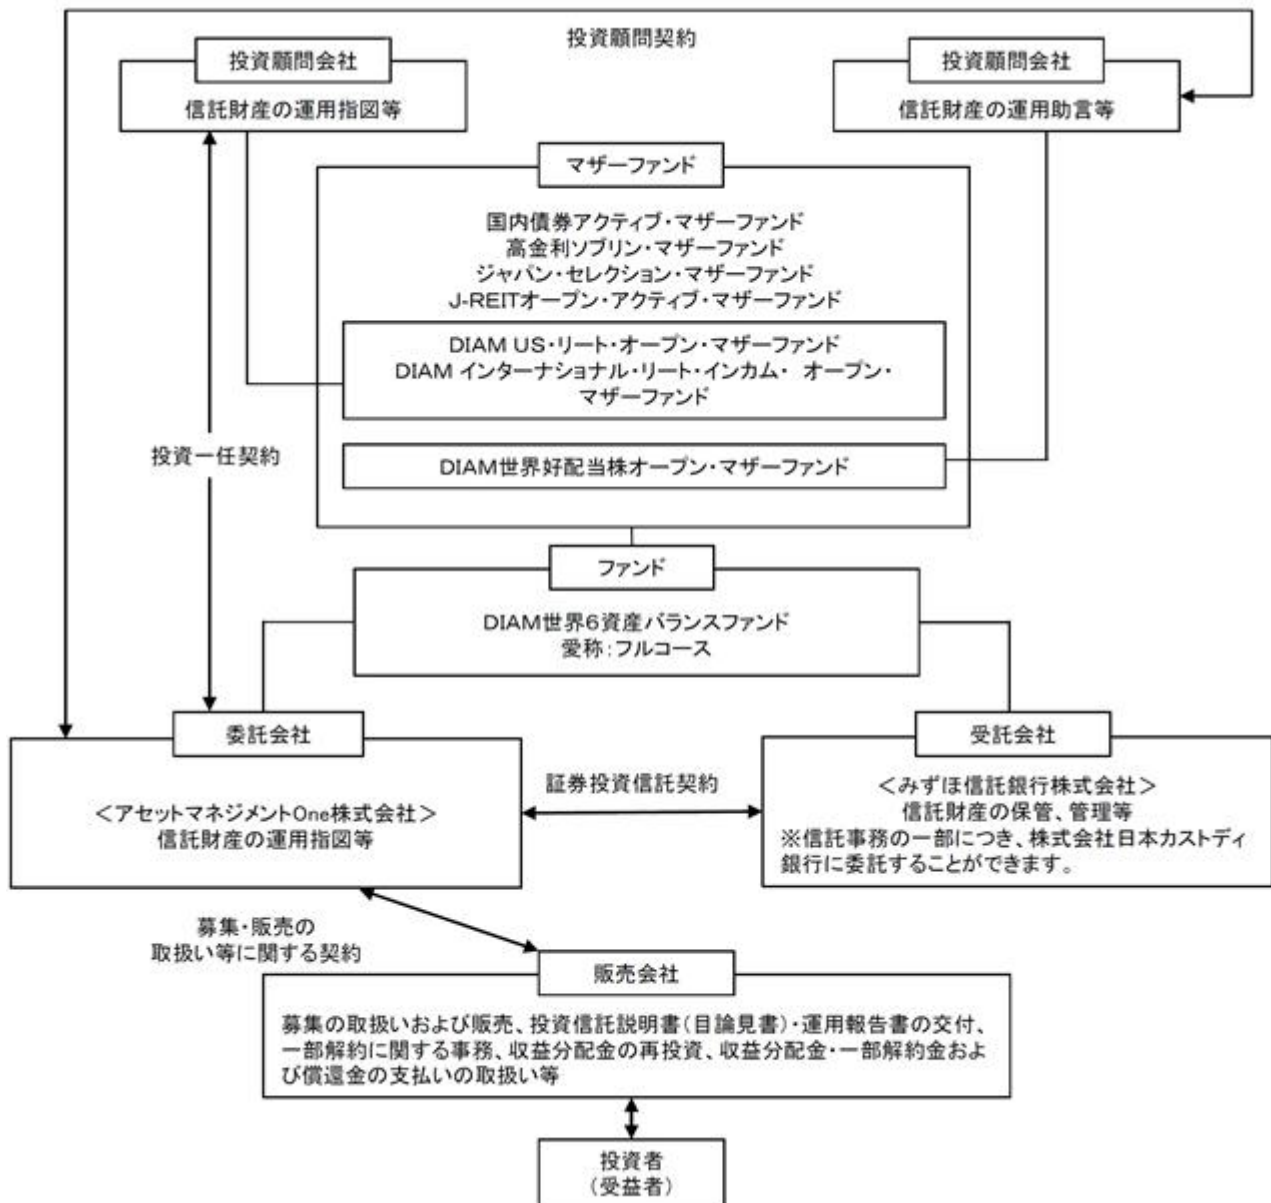 投資顧問契約
投資顧問会社
信託財産の運用指図等
投資顧問会社
信託財産の運用助言等
マザーファンド
国内債券アクティブ・マザーファンド
高金利ソブリン・マザーファンド
ジャパン・セレクション・マザーファンド
J-REITオープン・アクティブ・マザーファンド
DIAM US・リート・オープン・マザーファンド
DIAM インターナショナル・リート・インカム・ オープン・
マザーファンド
投資一任契約
DIAM世界好配当株オープン・マザーファンド
ファンド
DIAM世界6資産バランスファンド
愛称：フルコース
委託会社
＜アセットマネジメントOne株式会社＞
信託財産の運用指図等
証券投資信託契約
受託会社
＜みずほ信託銀行株式会社＞
信託財産の保管、管理等
※信託事務の一部につき、株式会社日本カストディ
銀行に委託することができます。
募集・販売の
取扱い等に関する契約
販売会社
募集の取扱いおよび販売、投資信託説明書（目論見書）・運用報告書の交付、
一部解約に関する事務、収益分配金の再投資、収益分配金・一部解約金およ
び償還金の支払いの取扱い等
投資者
（受益者）